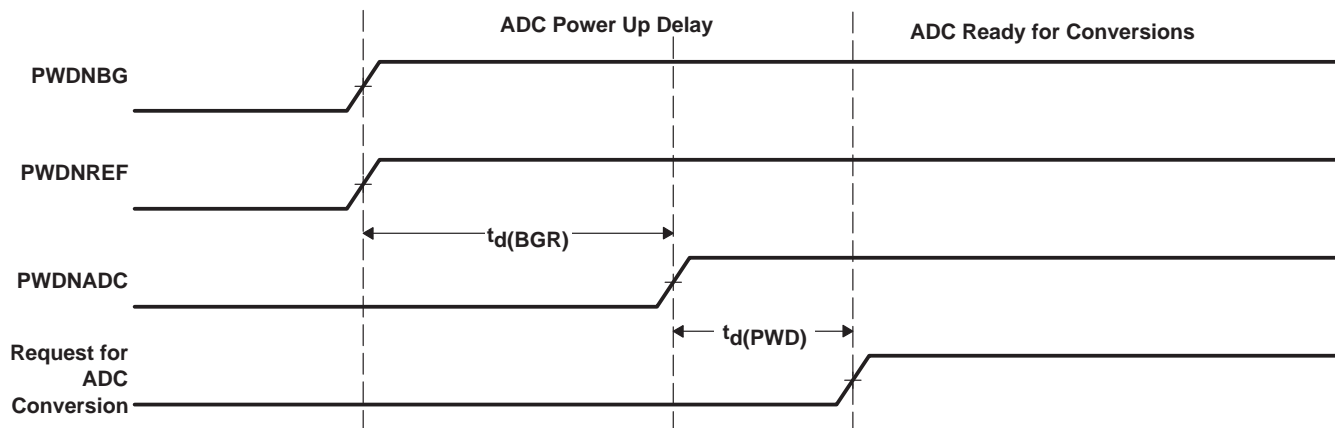 ADC Power Up Delay
ADC Ready for Conversions
PWDNBG
PWDNREF
td(BGR)
PWDNADC
td(PWD)
Request for
ADC
Conversion